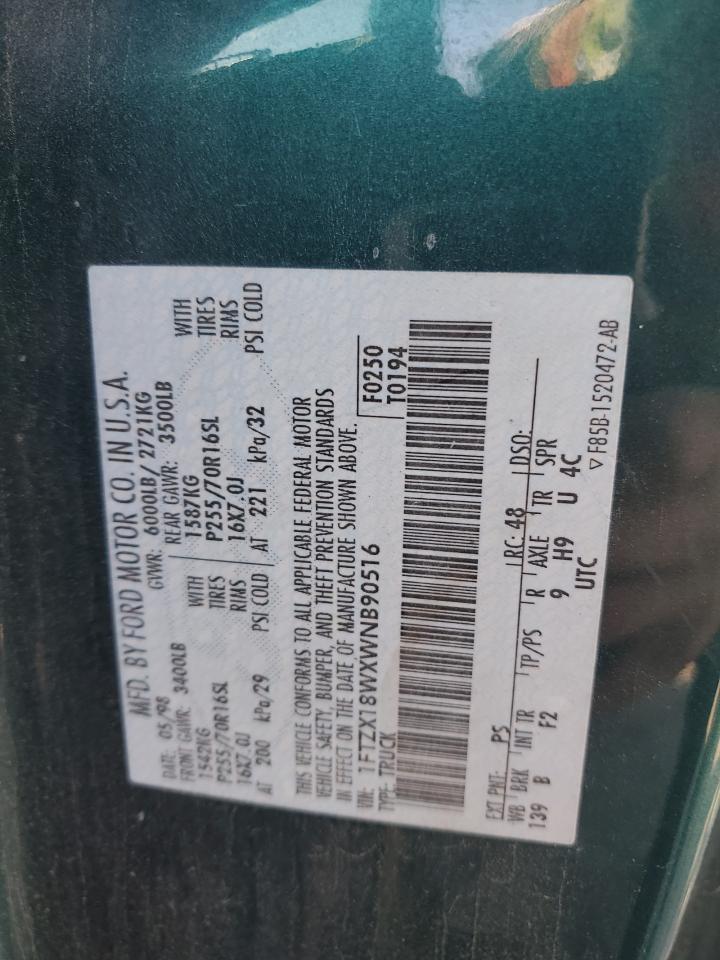 MFD. BY FORD MOTOR CO. IN U.S.A.
DATE: 05/98 GVWR: 6000LB/ 2721KG
FRONT GAWR: 3400LB REAR GAWR: 3500LB
1542KG WITH 1587KG WITH
P255/70R16SL TIRES P255/70R16SL TIRES
16X7.0J RIMS 16X7.0J RIMS
AT 200 kPa/29 PSI COLD AT 221 kPa/32 PSI COLD
THIS VEHICLE CONFORMS TO ALL APPLICABLE FEDERAL MOTOR
VEHICLE SAFETY, BUMPER, AND THEFT PREVENTION STANDARDS
IN EFFECT ON THE DATE OF MANUFACTURE SHOWN ABOVE.
VIN: 1FTZX18WXWNB90516 F0250
TYPE: TRUCK T0194
EXT PNT: PS RC: 48 DSO:
WB BRK INT TR TP/PS R AXLE TR SPR
139 B F2 9 H9 U 4C
UTC
▽F85B-1520472-AB